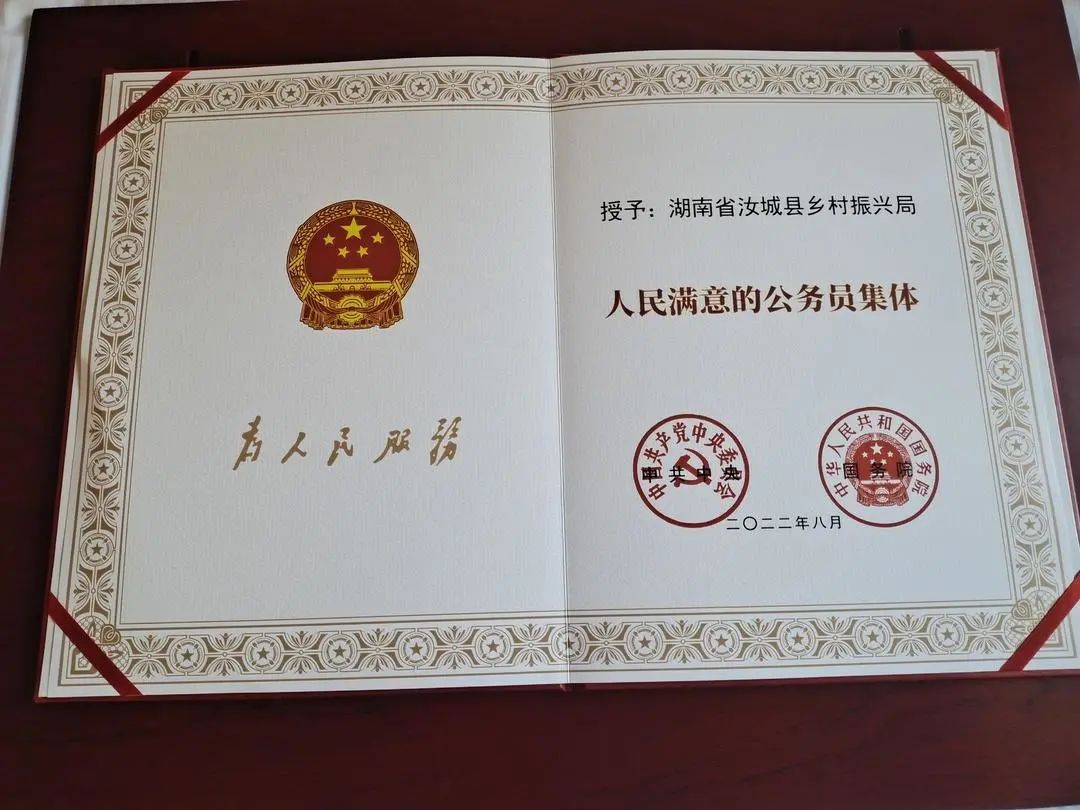 为人民服务
授予：湖南省汝城县乡村振兴局
人民满意的公务员集体
中国共产党中央委员会
中共中央
中华人民共和国国务院
国务院
二〇二二年八月